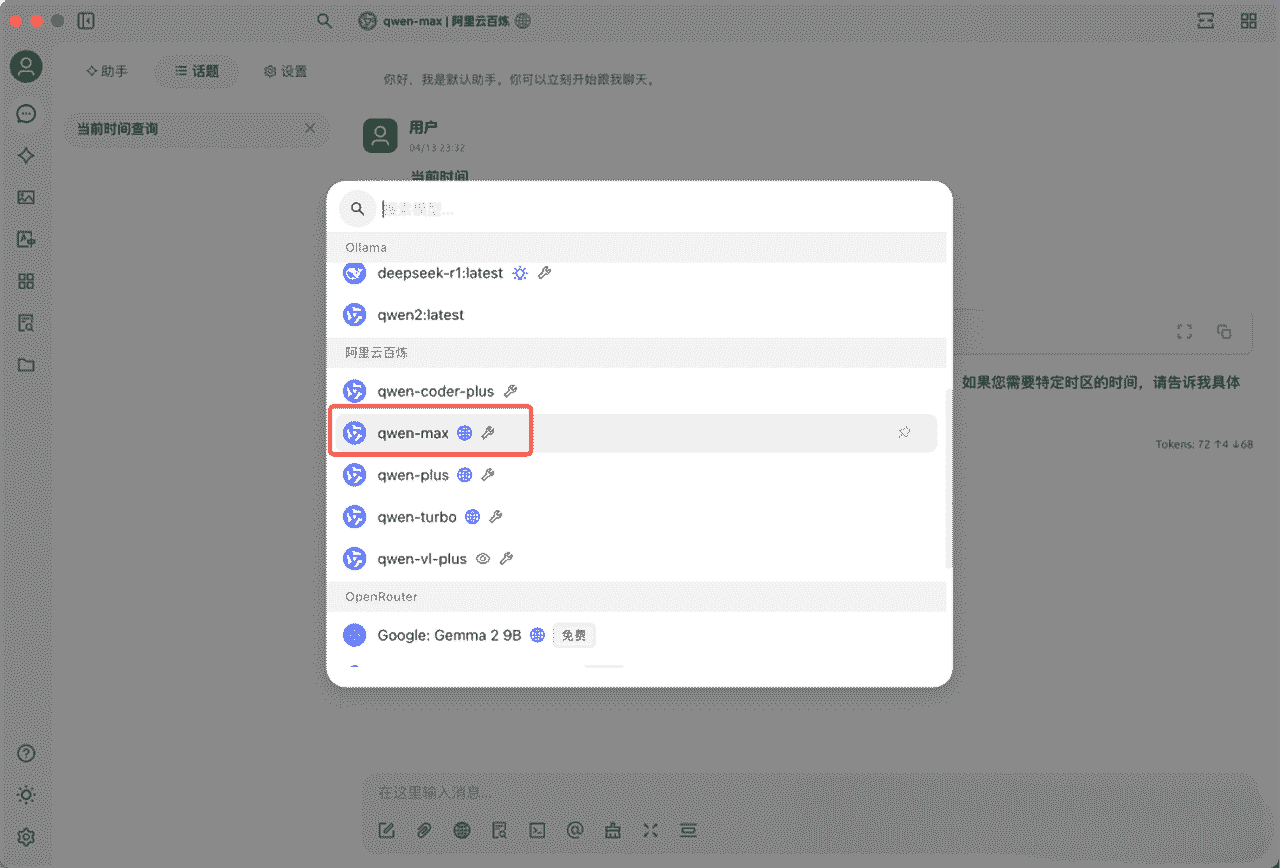 qwen-max | 阿里云百炼
助手
话题
设置
你好，我是默认助手。你可以立刻开始跟我聊天。
当前时间查询
用户
04/13 23:32
当前时间
搜索模型...
Ollama
deepseek-r1:latest
qwen2:latest
阿里云百炼
qwen-coder-plus
qwen-max
qwen-plus
qwen-turbo
qwen-vl-plus
OpenRouter
Google: Gemma 2 9B 免费
如果您需要特定时区的时间，请告诉我具体
Tokens: 72 ↑4 ↓68
在这里输入消息...